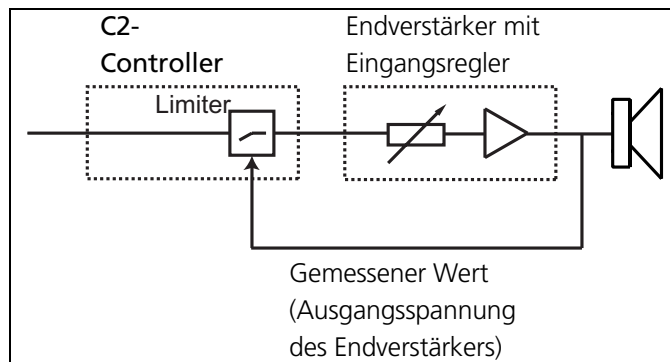 C2-
Controller
Endverstärker mit
Eingangsregler
Limiter
Gemessener Wert
(Ausgangsspannung
des Endverstärkers)